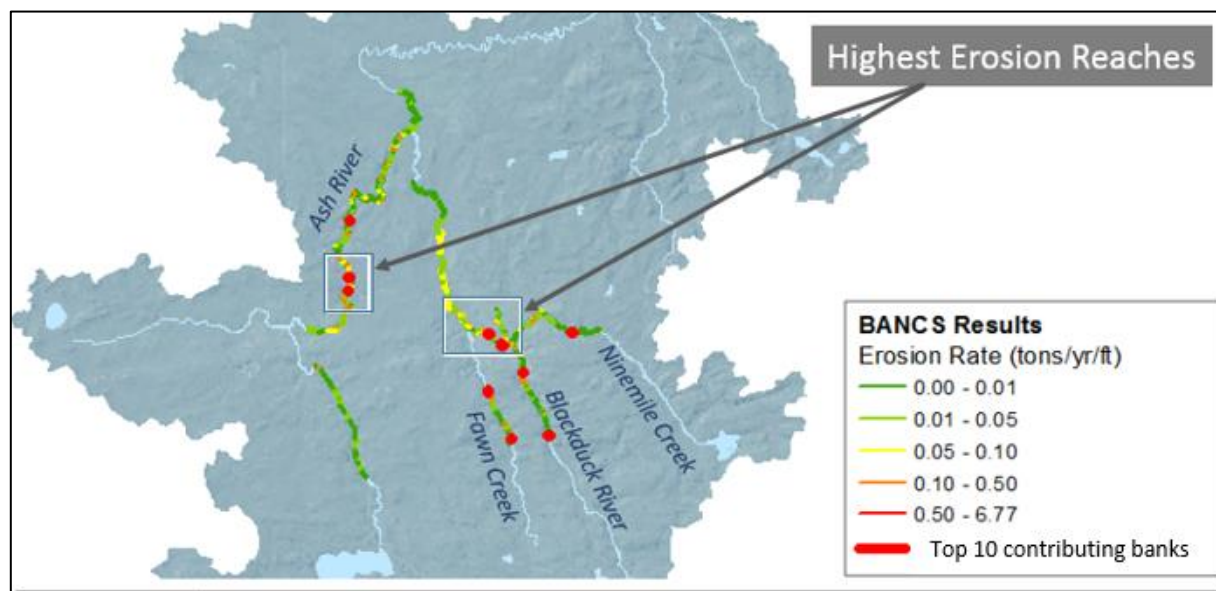 Highest Erosion Reaches
Ash River
Fawn Creek
Blackduck River
Ninemile Creek
BANCS Results
Erosion Rate (tons/yr/ft)
0.00 - 0.01
0.01 - 0.05
0.05 - 0.10
0.10 - 0.50
0.50 - 6.77
Top 10 contributing banks